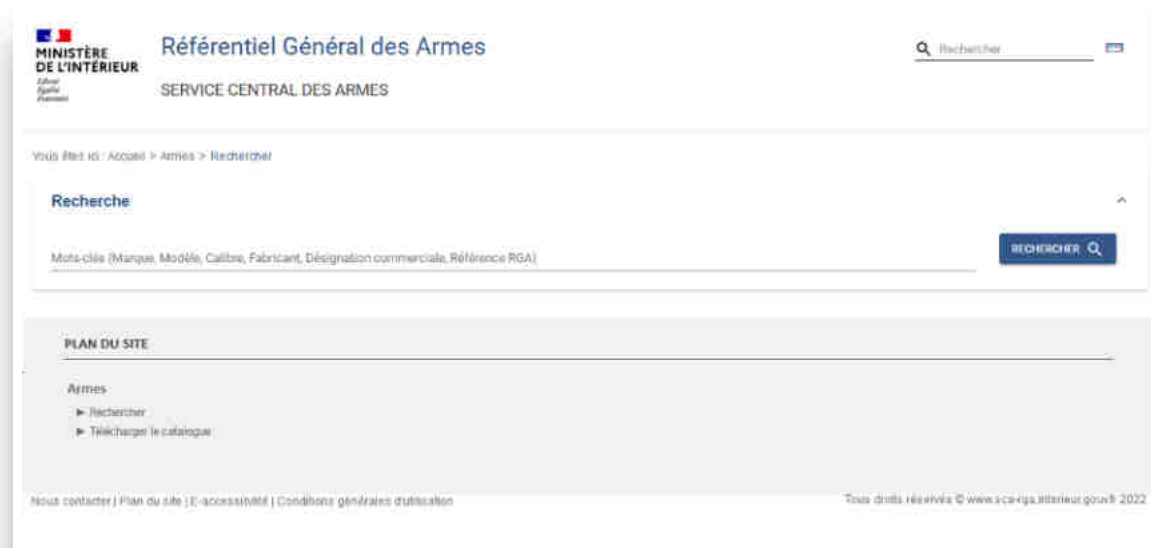 MINISTÈRE
DE L'INTÉRIEUR
Liberté
Égalité
Fraternité
Référentiel Général des Armes
SERVICE CENTRAL DES ARMES
Rechercher
Vous êtes ici : Accueil > Armes > Rechercher
Recherche
Mots-clés (Marque, Modèle, Calibre, Fabricant, Désignation commerciale, Référence RGA)
RECHERCHER
PLAN DU SITE
Armes
► Rechercher
► Télécharger le catalogue
Nous contacter | Plan du site | E-accessibilité | Conditions générales d'utilisation
Tous droits réservés © www.sca-rga.interieur.gouv.fr 2022